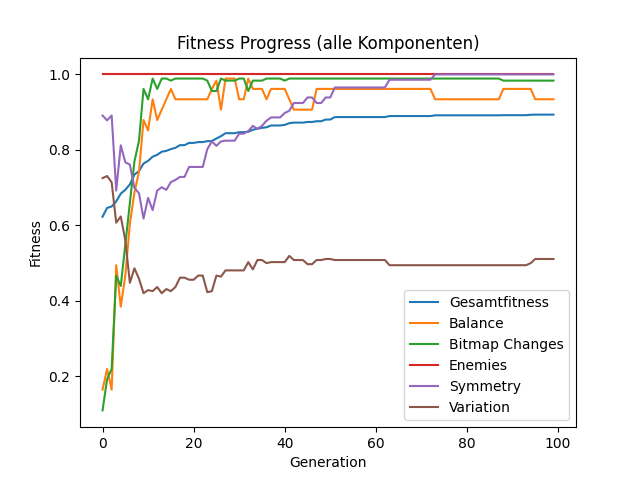 Fitness Progress (alle Komponenten)
1.0
0.8
0.6
0.4
0.2
Fitness
0 20 40 60 80 100
Generation
Gesamtfitness
Balance
Bitmap Changes
Enemies
Symmetry
Variation